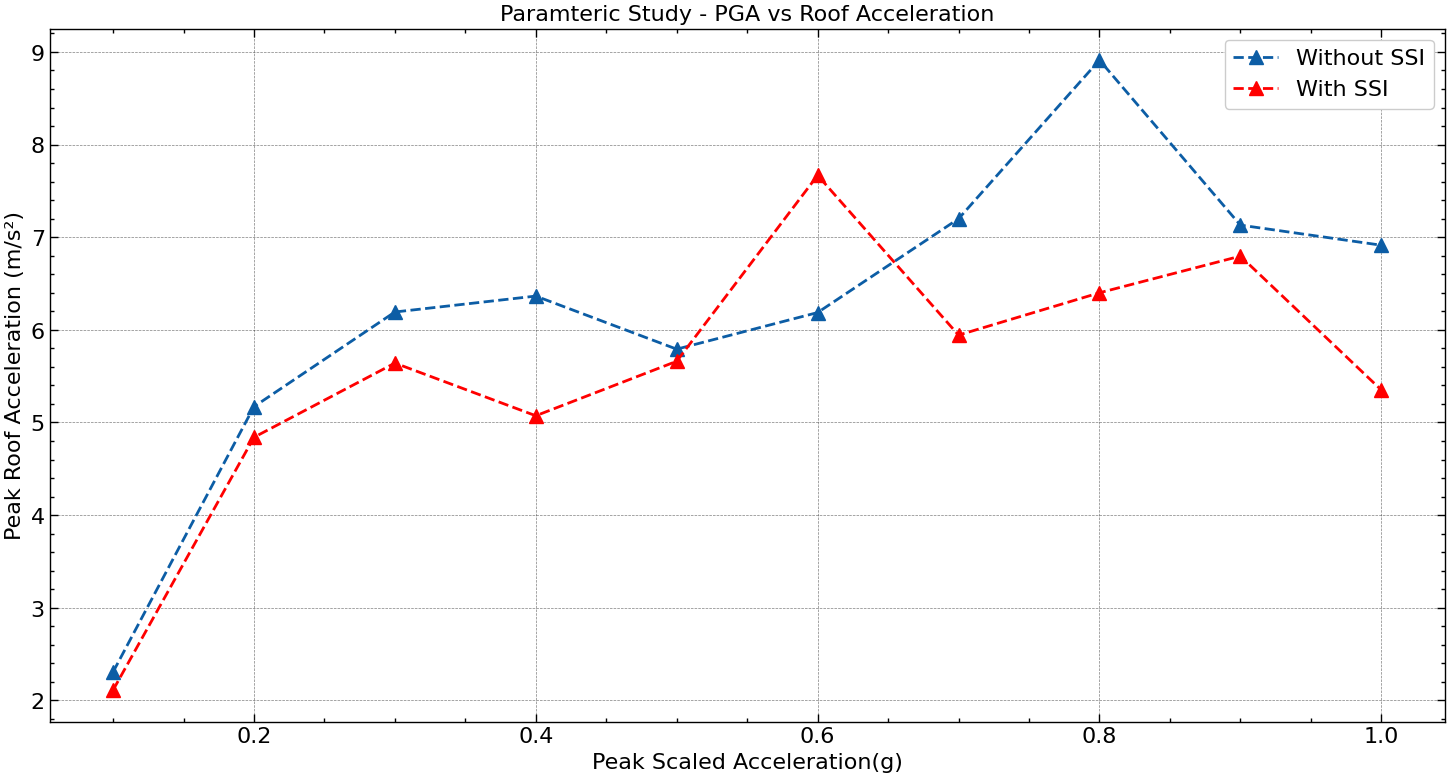 Paramteric Study - PGA vs Roof Acceleration
Without SSI
With SSI
Peak Roof Acceleration (m/s²)
9
8
7
6
5
4
3
2
0.2
0.4
0.6
0.8
1.0
Peak Scaled Acceleration(g)